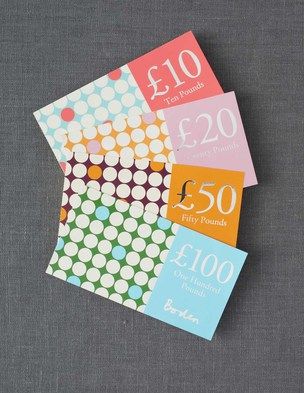 £10
Ten Pounds
£20
Twenty Pounds
£50
Fifty Pounds
£100
One Hundred
Pounds
Boden